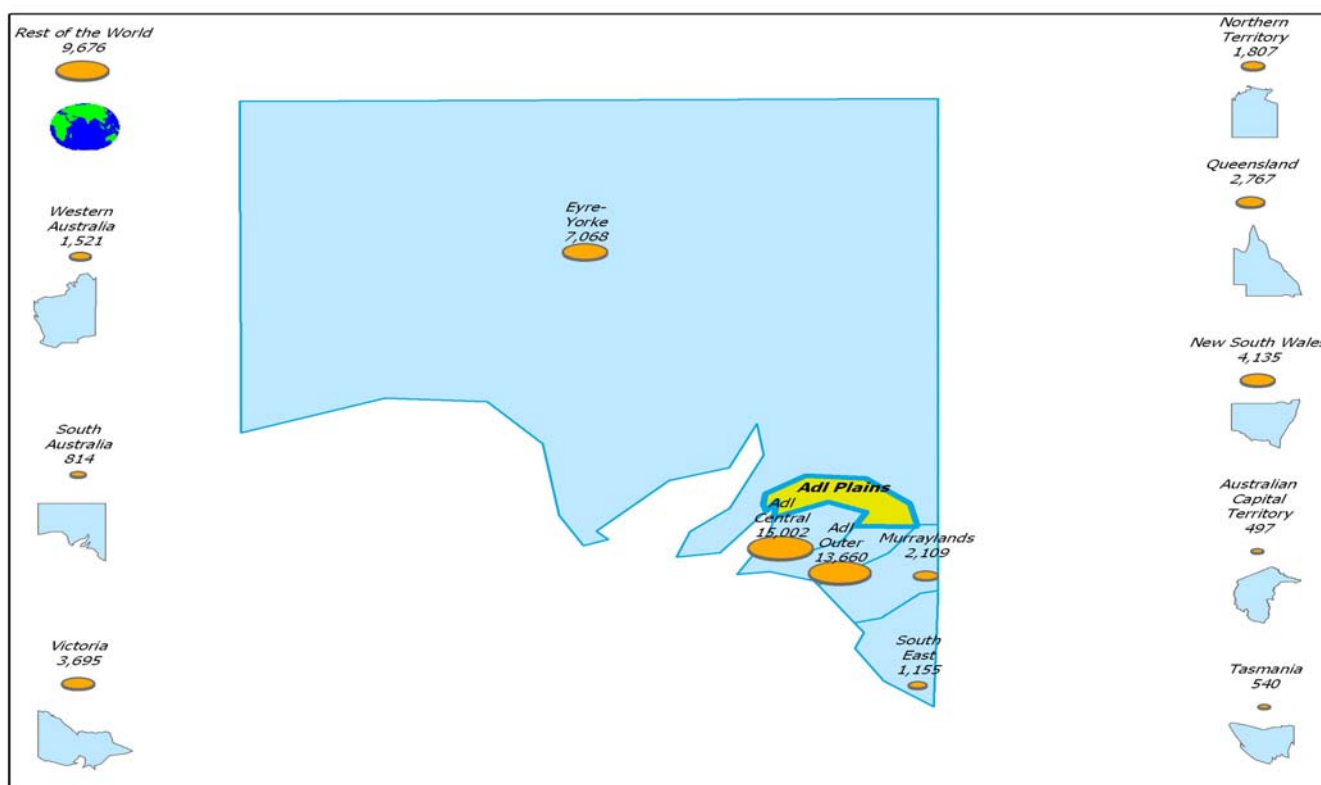 Rest of the World
9,676
Western
Australia
1,521
South
Australia
814
Victoria
3,695
Eyre-
Yorke
7,068
Adl Plains
Adl
Central
15,002
Adl
Outer
13,660
Murraylands
2,109
South
East
1,155
Northern
Territory
1,807
Queensland
2,767
New South Wales
4,135
Australian
Capital
Territory
497
Tasmania
540